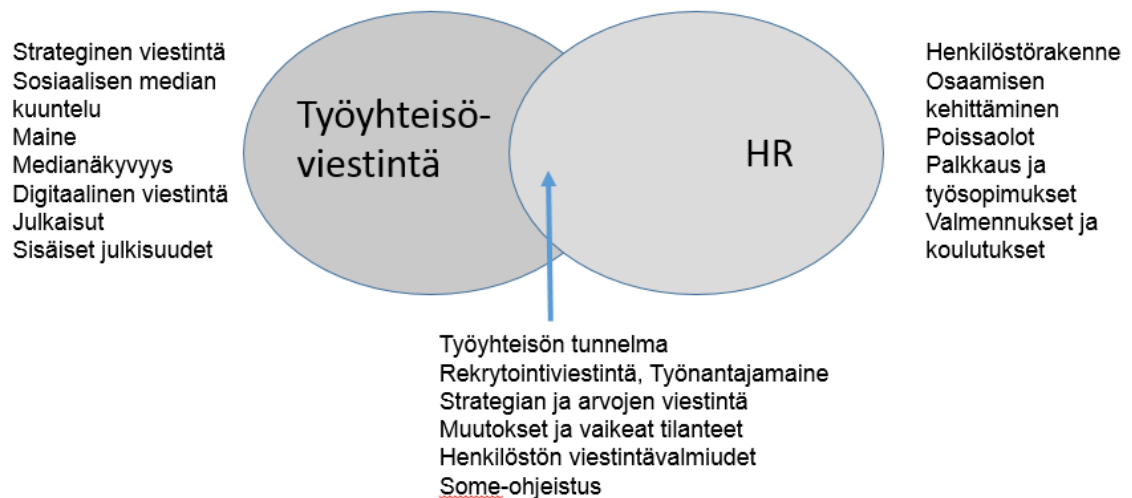 Strateginen viestintä
Sosiaalisen median
kuuntelu
Maine
Medianäkyvyys
Digitaalinen viestintä
Julkaisut
Sisäiset julkisuudet
Työyhteisö-
viestintä
HR
Henkilöstörakenne
Osaamisen
kehittäminen
Poissaolot
Palkkaus ja
työsopimukset
Valmennukset ja
koulutukset
Työyhteisön tunnelma
Rekrytointiviestintä, Työnantajamaine
Strategian ja arvojen viestintä
Muutokset ja vaikeat tilanteet
Henkilöstön viestintävalmiudet
Some-ohjeistus